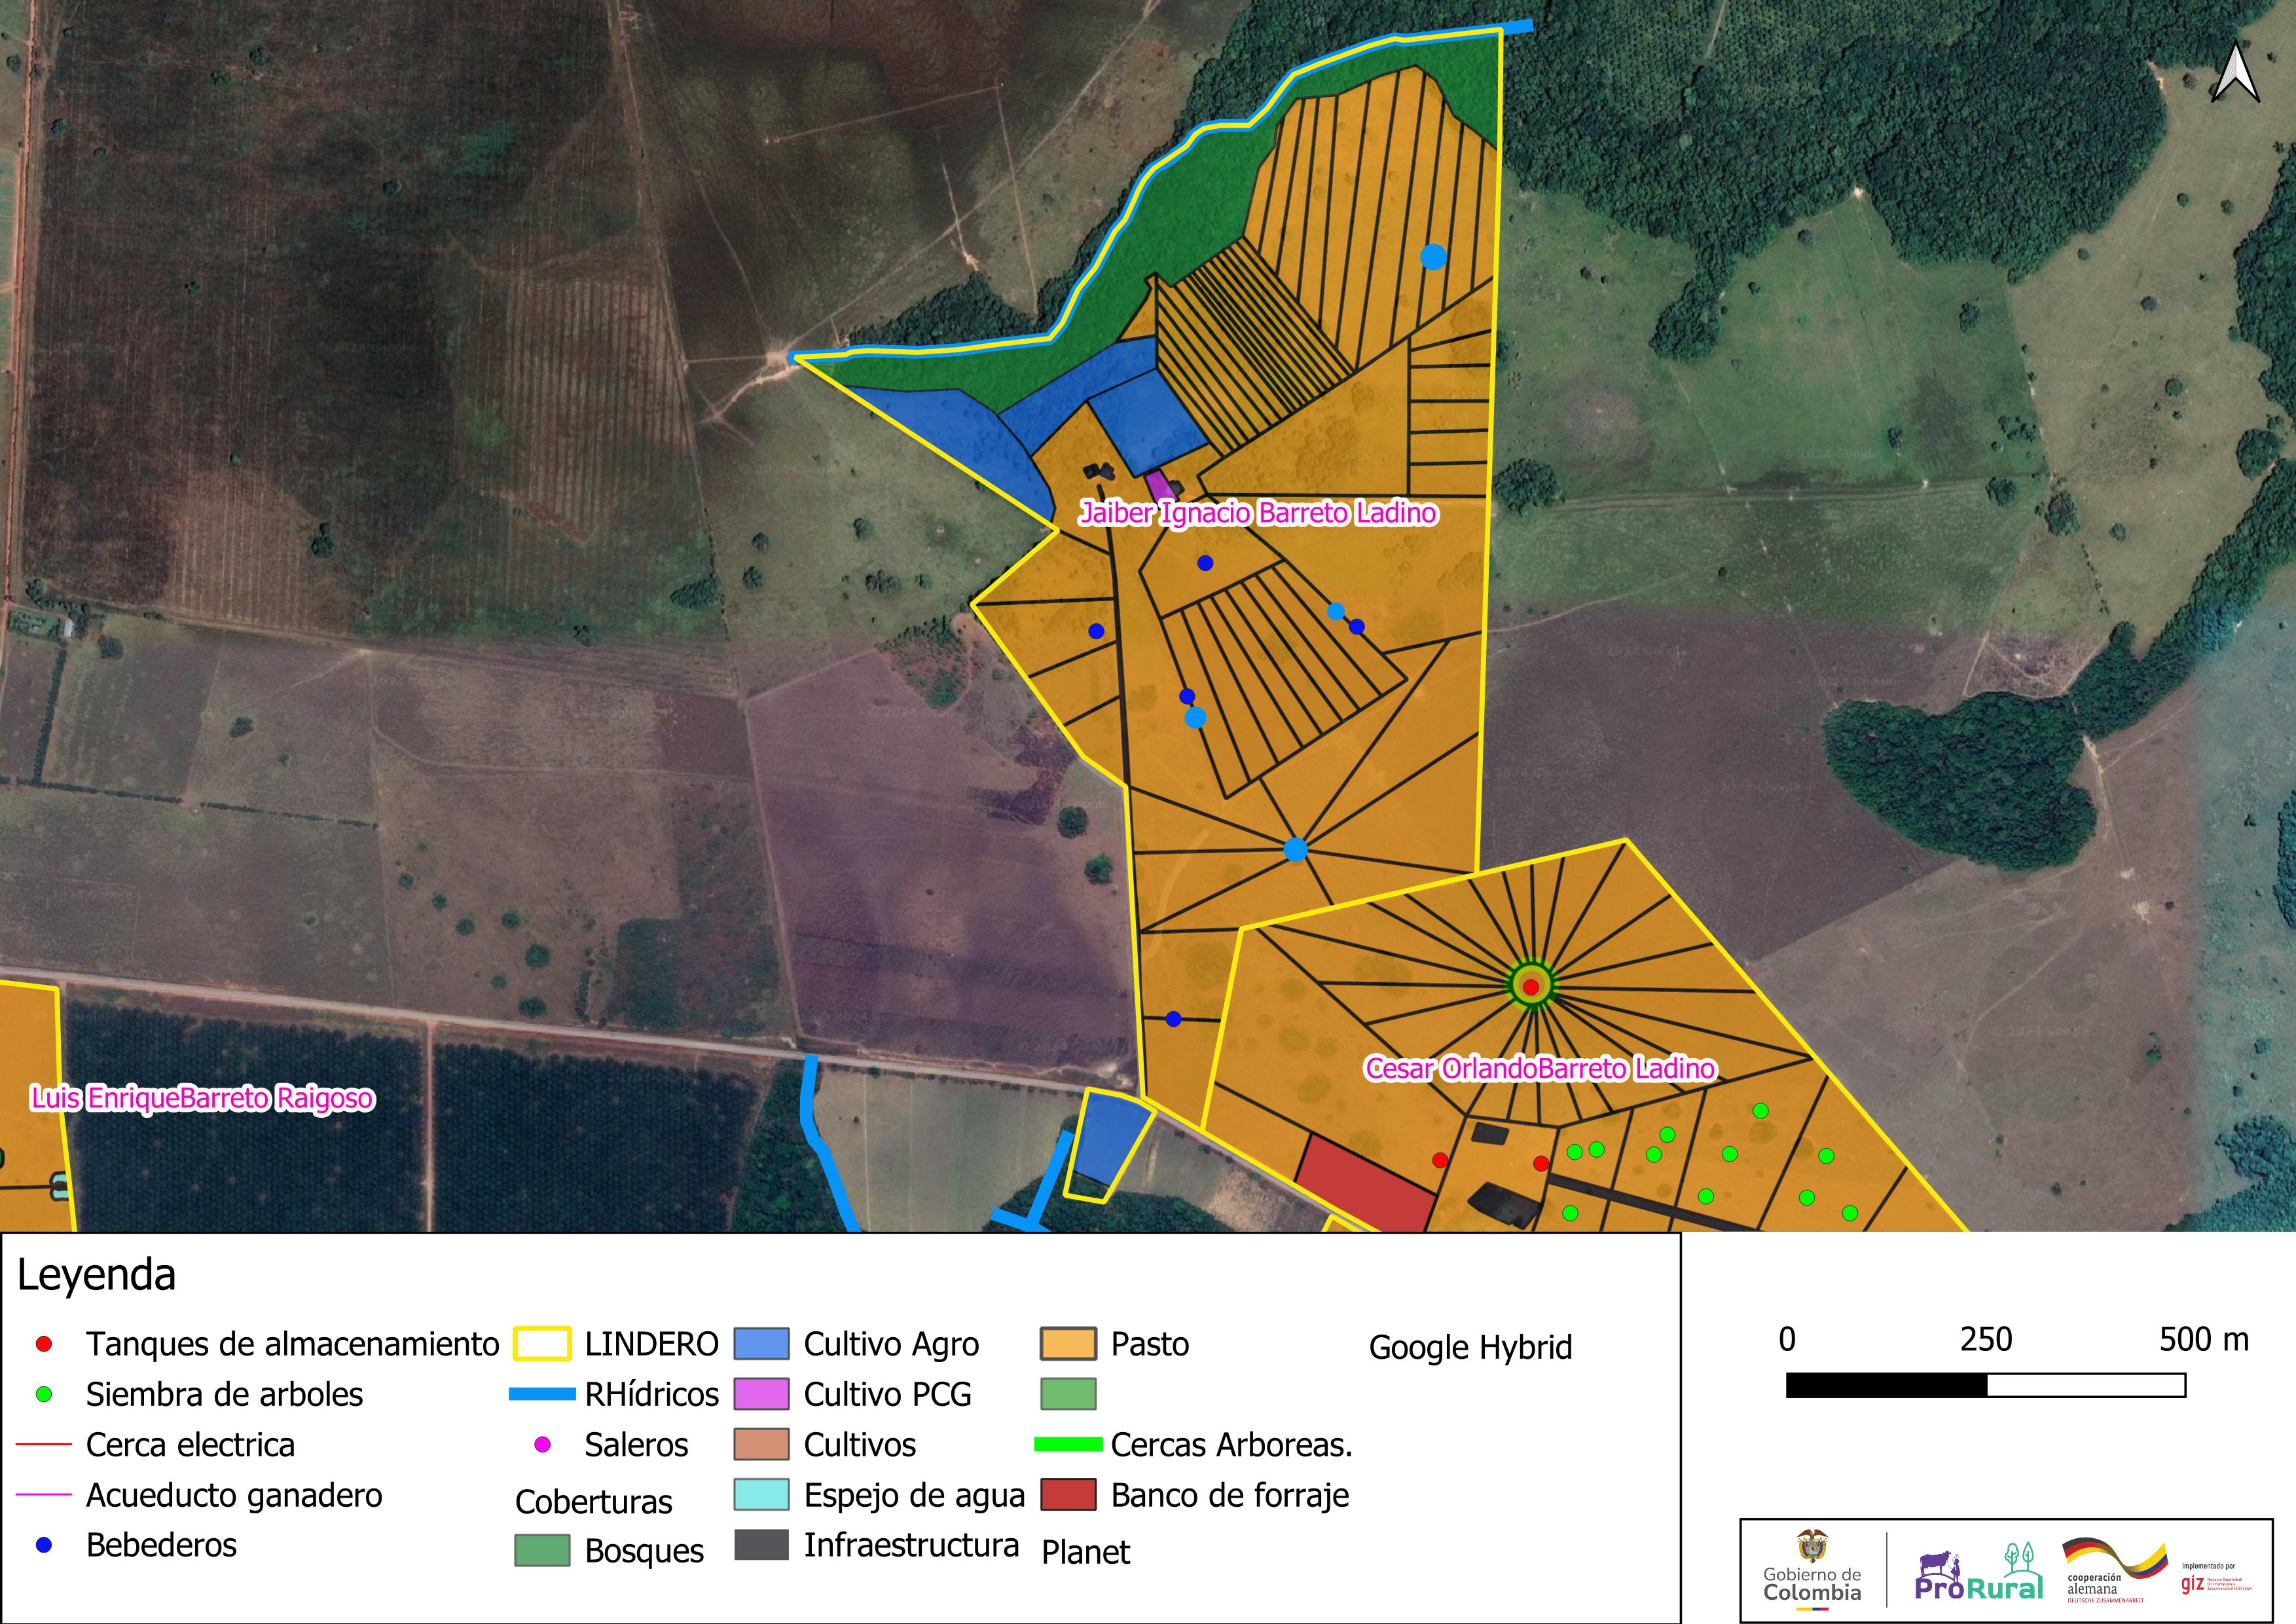 Jaiber Ignacio Barreto Ladino
Cesar OrlandoBarreto Ladino
Luis EnriqueBarreto Raigoso
Leyenda
Tanques de almacenamiento
Siembra de arboles
Cerca electrica
Acueducto ganadero
Bebederos
LINDERO
RHídricos
Saleros
Coberturas
Bosques
Cultivo Agro
Cultivo PCG
Cultivos
Espejo de agua
Infraestructura
Pasto
Cercas Arboreas.
Banco de forraje
Planet
Google Hybrid
0 250 500 m
Gobierno de
Colombia
ProRural
cooperación
alemana
DEUTSCHE ZUSAMMENARBEIT
Implementado por
giz